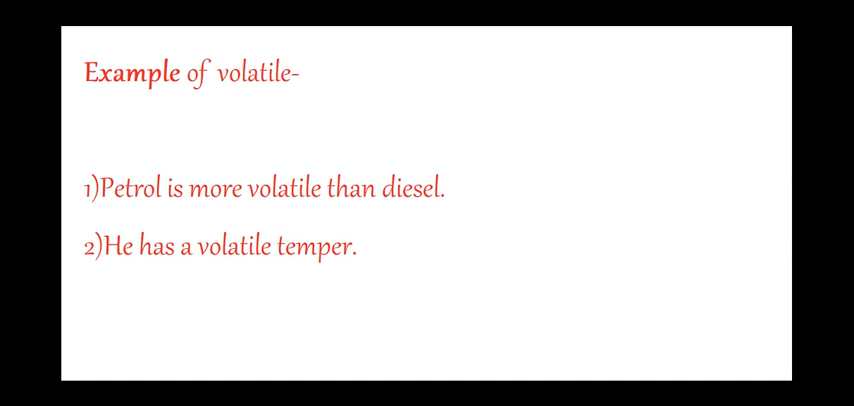 Example of volatile-
1)Petrol is more volatile than diesel.
2)He has a volatile temper.